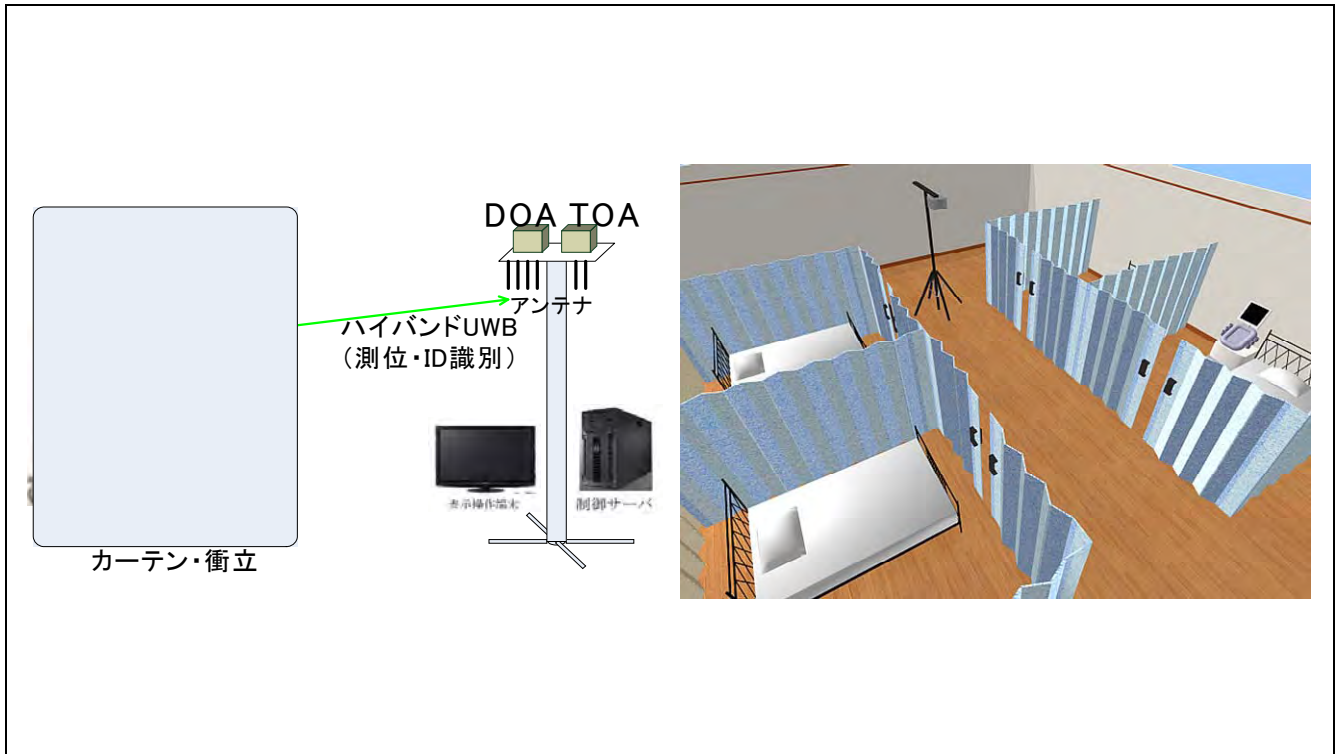 DOA TOA
アンテナ
ハイバンドUWB
（測位・ID識別）
表示操作端末
制御サーバ
カーテン・衝立